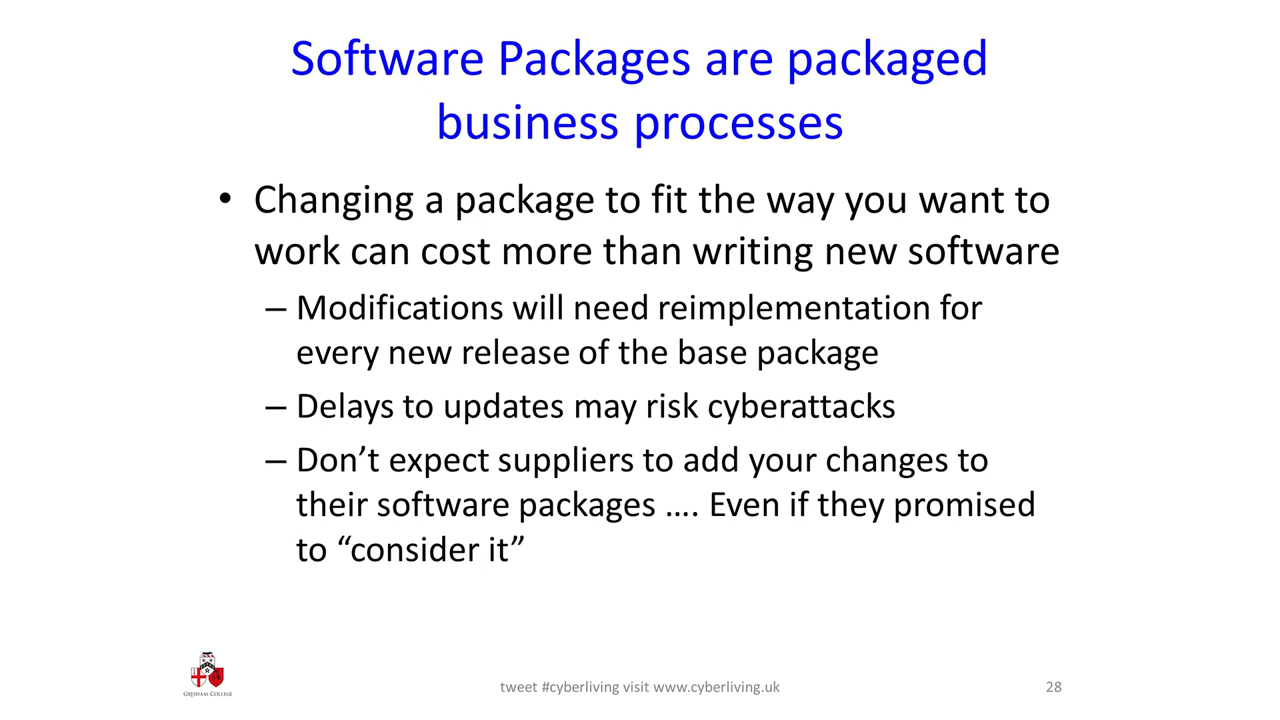 Software Packages are packaged
business processes
• Changing a package to fit the way you want to
work can cost more than writing new software
– Modifications will need reimplementation for
every new release of the base package
– Delays to updates may risk cyberattacks
– Don’t expect suppliers to add your changes to
their software packages …. Even if they promised
to “consider it”
GRESHAM COLLEGE
tweet #cyberliving visit www.cyberliving.uk
28